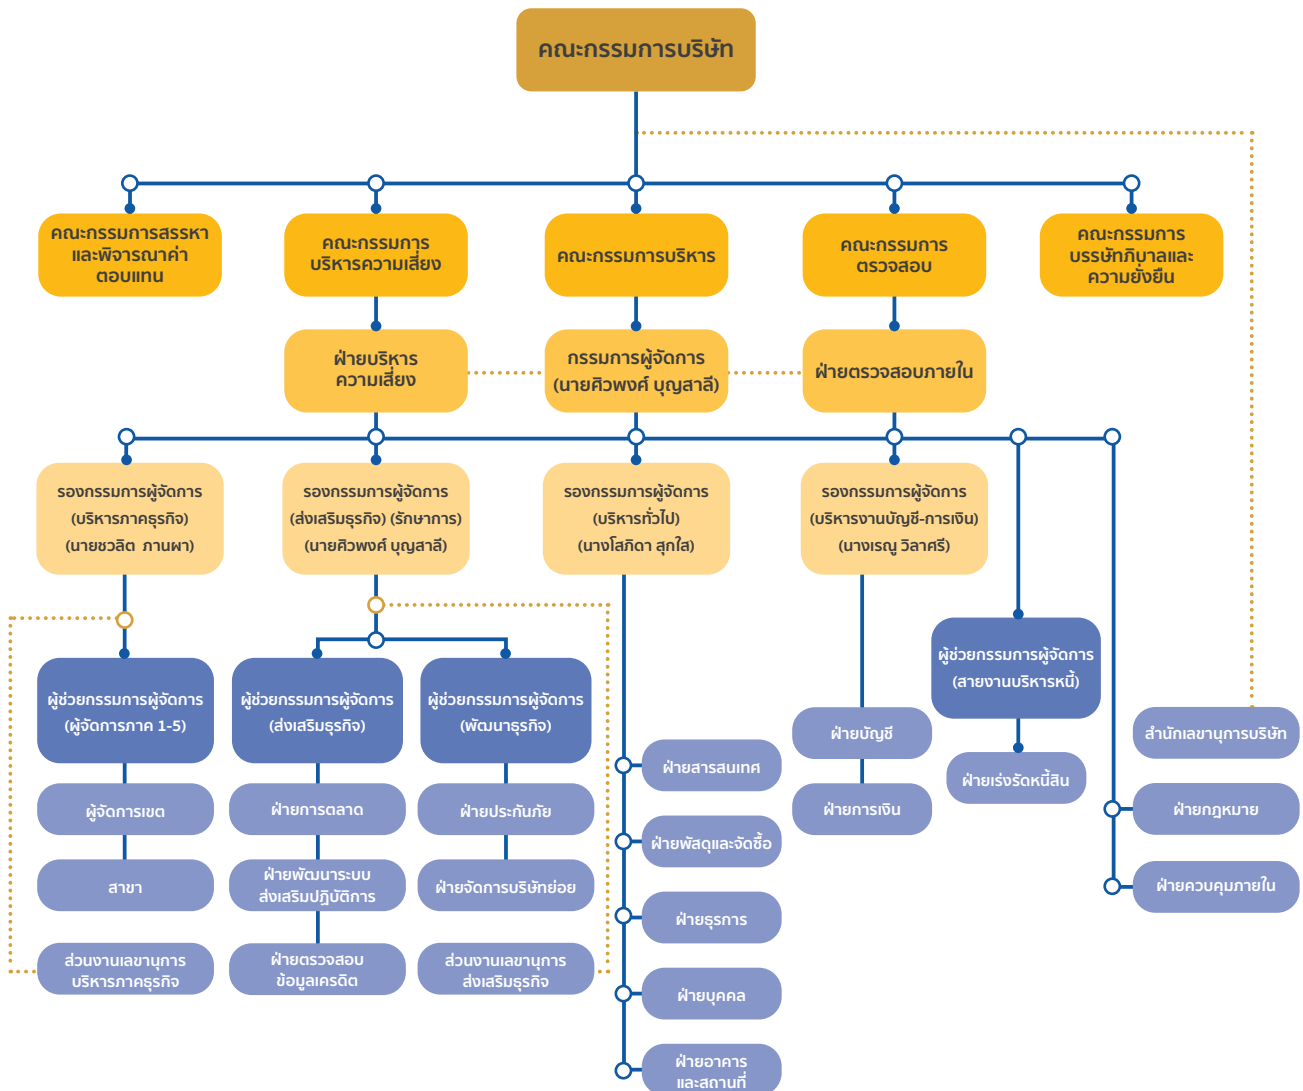 คณะกรรมการบริษัท
คณะกรรมการสรรหา
และพิจารณาค่า
ตอบแทน
คณะกรรมการ
บริหารความเสี่ยง
คณะกรรมการบริหาร
คณะกรรมการ
ตรวจสอบ
คณะกรรมการ
บรรษัทภิบาลและ
ความยั่งยืน
ฝ่ายบริหาร
ความเสี่ยง
กรรมการผู้จัดการ
(นายศิวพงศ์ บุญสาลี)
ฝ่ายตรวจสอบภายใน
รองกรรมการผู้จัดการ
(บริหารภาคธุรกิจ)
(นายชวลิต ภานผา)
รองกรรมการผู้จัดการ
(ส่งเสริมธุรกิจ) (รักษาการ)
(นายศิวพงศ์ บุญสาลี)
รองกรรมการผู้จัดการ
(บริหารทั่วไป)
(นางโสภิดา สุกใส)
รองกรรมการผู้จัดการ
(บริหารงานบัญชี-การเงิน)
(นางเรณู วิลาศรี)
ผู้ช่วยกรรมการผู้จัดการ
(ผู้จัดการภาค 1-5)
ผู้จัดการเขต
สาขา
ส่วนงานเลขานุการ
บริหารภาคธุรกิจ
ผู้ช่วยกรรมการผู้จัดการ
(ส่งเสริมธุรกิจ)
ฝ่ายการตลาด
ฝ่ายพัฒนาระบบ
ส่งเสริมปฏิบัติการ
ฝ่ายตรวจสอบ
ข้อมูลเครดิต
ผู้ช่วยกรรมการผู้จัดการ
(พัฒนาธุรกิจ)
ฝ่ายประกันภัย
ฝ่ายจัดการบริษัทย่อย
ส่วนงานเลขานุการ
ส่งเสริมธุรกิจ
ฝ่ายสารสนเทศ
ฝ่ายพัสดุและจัดซื้อ
ฝ่ายธุรการ
ฝ่ายบุคคล
ฝ่ายอาคาร
และสถานที่
ฝ่ายบัญชี
ฝ่ายการเงิน
ผู้ช่วยกรรมการผู้จัดการ
(สายงานบริหารหนี้)
ฝ่ายเร่งรัดหนี้สิน
สำนักเลขานุการบริษัท
ฝ่ายกฎหมาย
ฝ่ายควบคุมภายใน